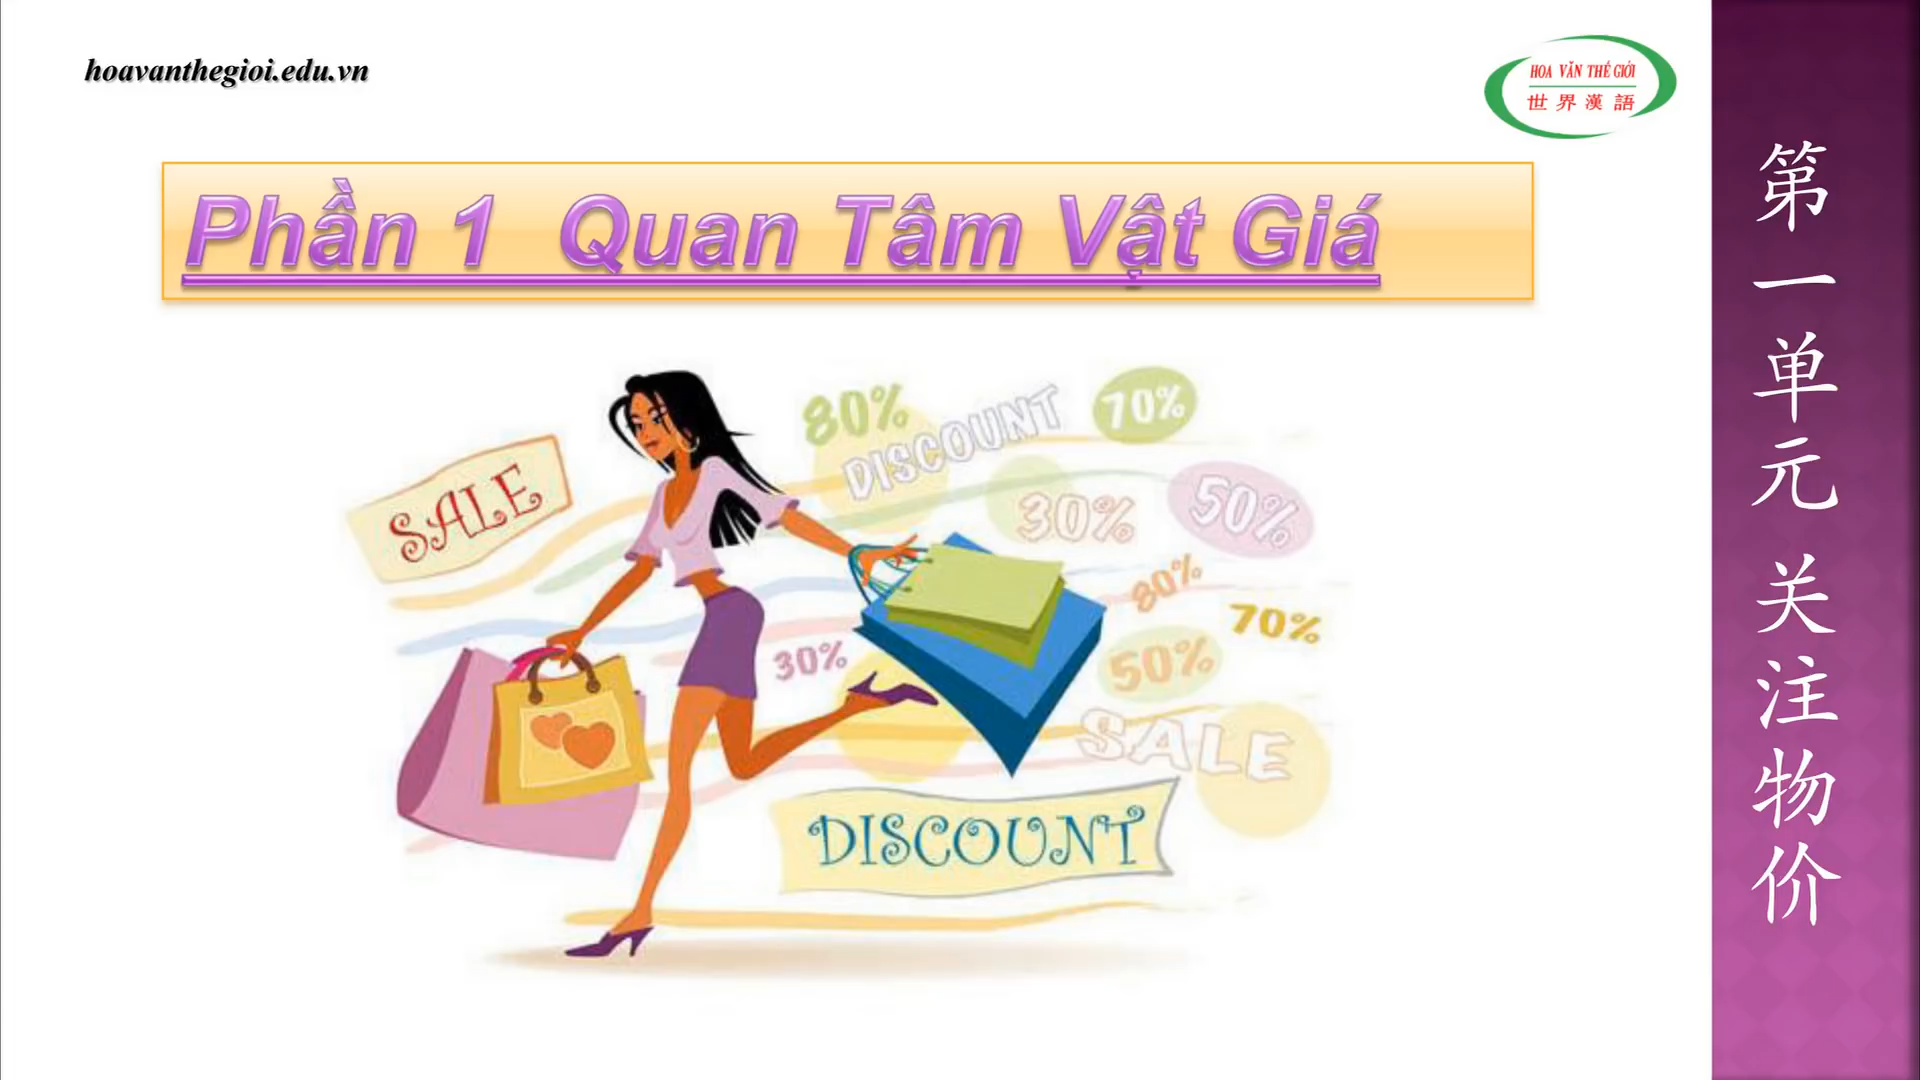 hoavanthegioi.edu.vn
HOA VĂN THẾ GIỚI
世界漢語
Phần 1 Quan Tâm Vật Giá
第一单元 关注物价
80%
DISCOUNT
70%
SALE
30%
50%
80%
70%
30%
50%
SALE
DISCOUNT